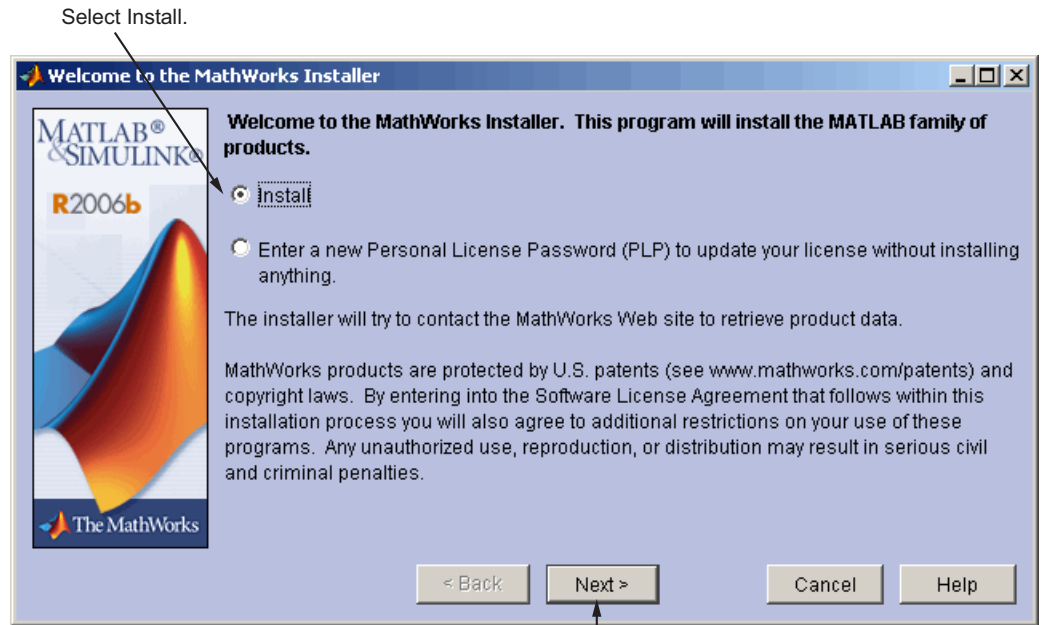 Select Install.
Welcome to the MathWorks Installer
MATLAB®
&SIMULINK®
R2006b
The MathWorks
Welcome to the MathWorks Installer. This program will install the MATLAB family of
products.
Install
Enter a new Personal License Password (PLP) to update your license without installing
anything.
The installer will try to contact the MathWorks Web site to retrieve product data.
MathWorks products are protected by U.S. patents (see www.mathworks.com/patents) and
copyright laws. By entering into the Software License Agreement that follows within this
installation process you will also agree to additional restrictions on your use of these
programs. Any unauthorized use, reproduction, or distribution may result in serious civil
and criminal penalties.
< Back
Next >
Cancel
Help